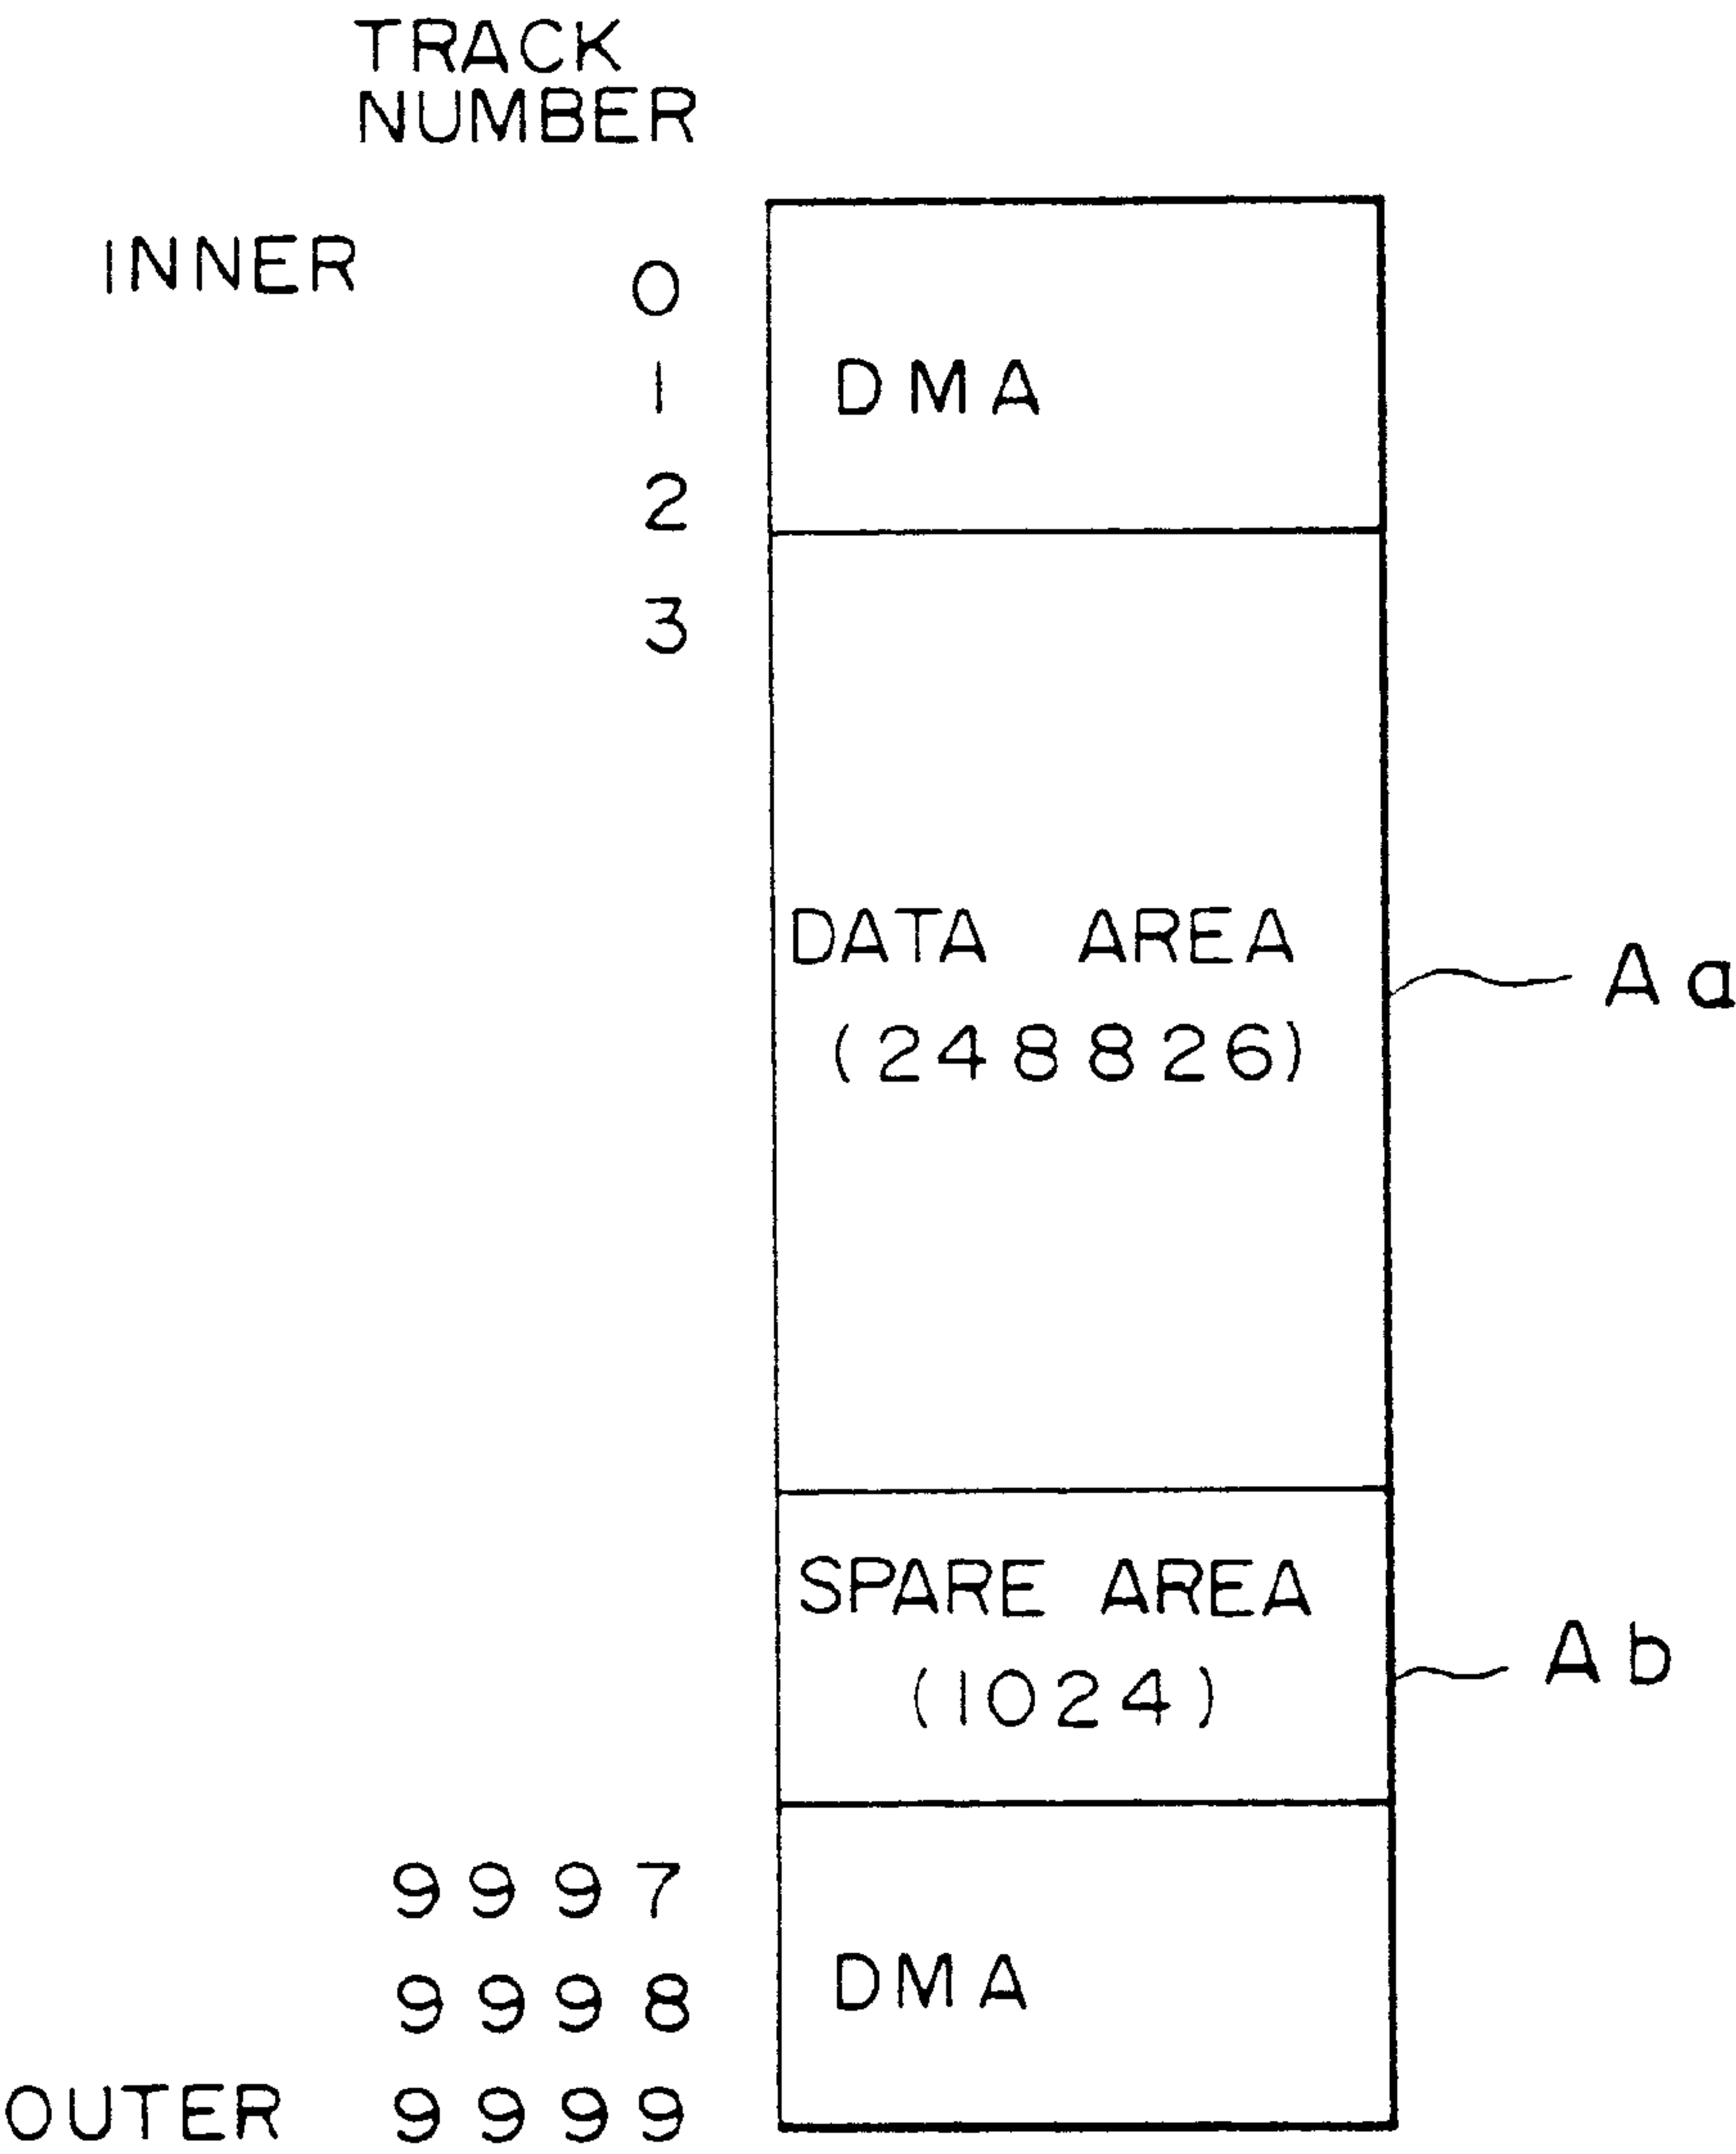 TRACK
NUMBER
INNER
0
1
DMA
2
3
DATA AREA
(248826)
Aa
SPARE AREA
(1024)
Ab
9997
9998
DMA
OUTER 9999